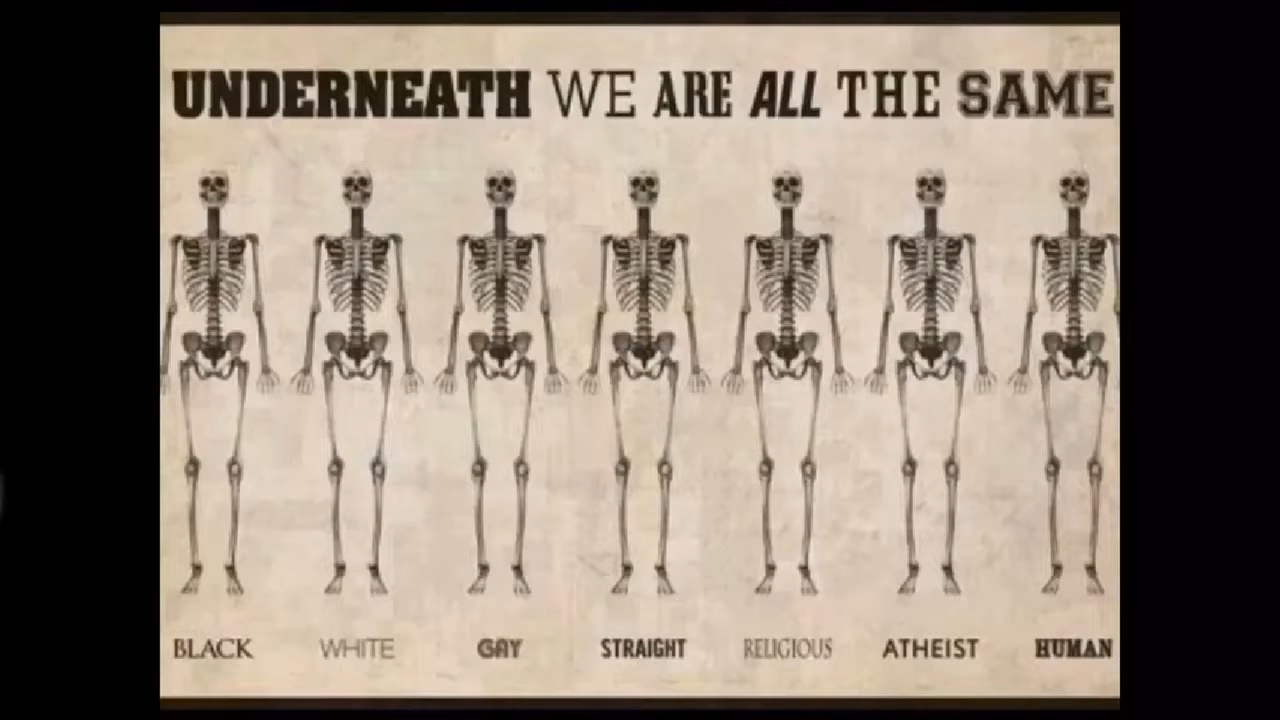 UNDERNEATH WE ARE ALL THE SAME
BLACK WHITE GAY STRAIGHT RELIGIOUS ATHEIST HUMAN